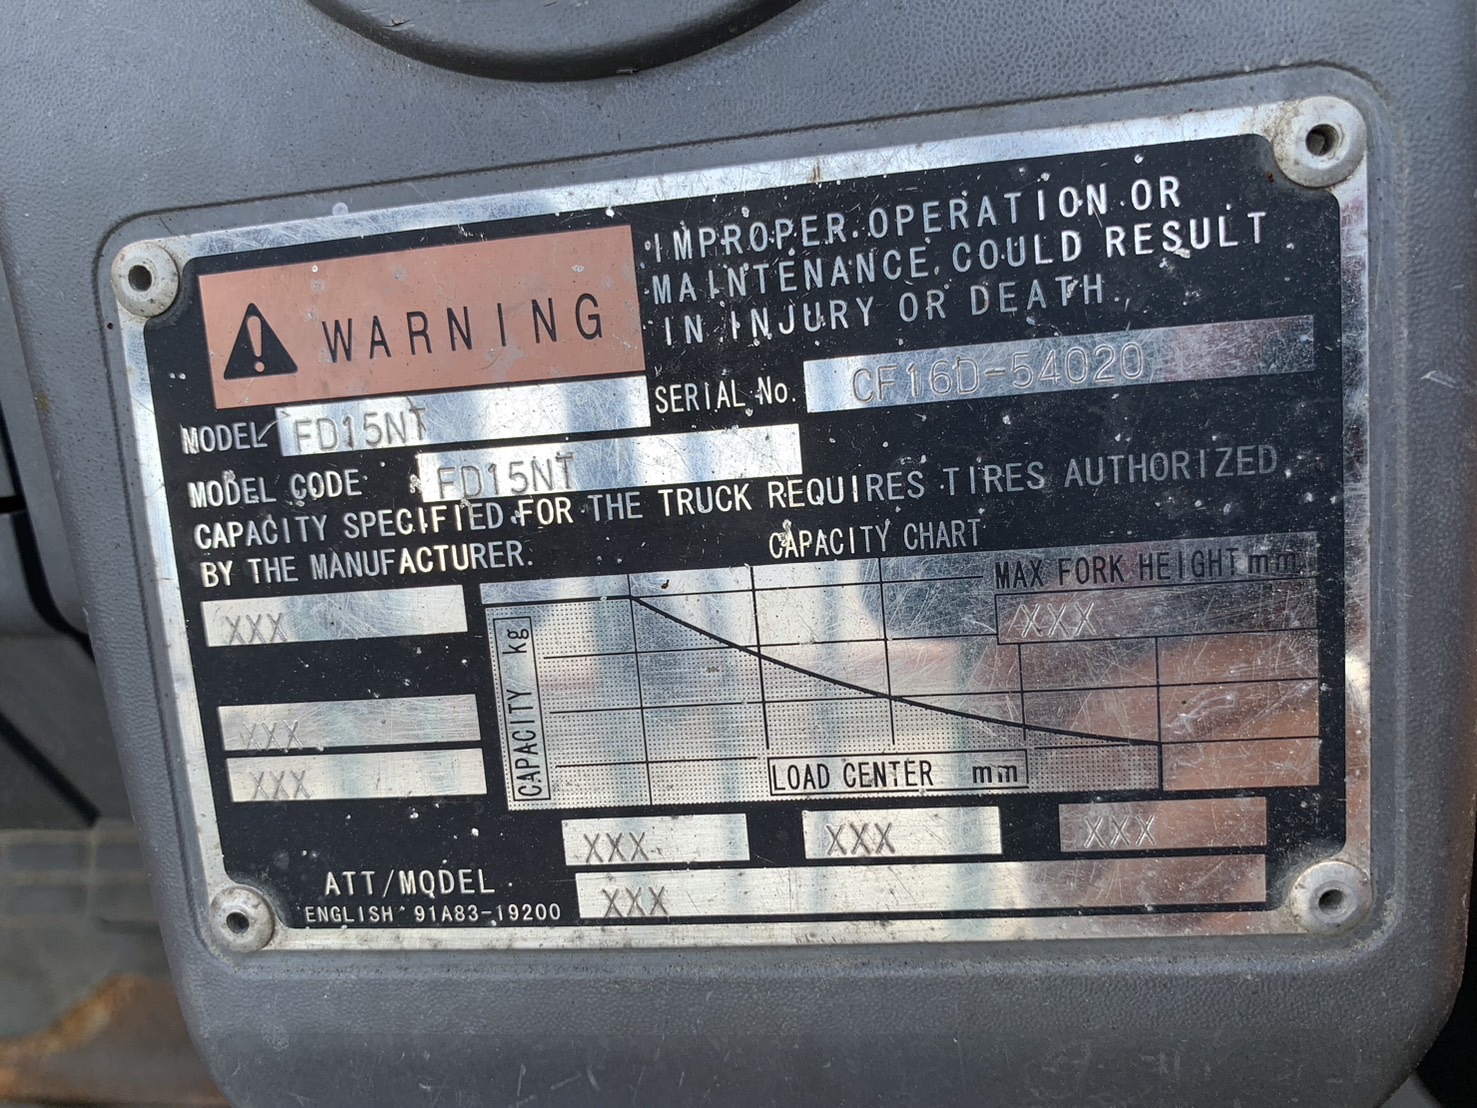 WARNING
IMPROPER OPERATION OR
MAINTENANCE COULD RESULT
IN INJURY OR DEATH.
MODEL FD15NT
SERIAL No. CF16D-54020
MODEL CODE FD15NT
CAPACITY SPECIFIED FOR THE TRUCK REQUIRES TIRES AUTHORIZED
BY THE MANUFACTURER.
CAPACITY CHART
MAX FORK HEIGHT mm
XXX
XXX
CAPACITY kg
XXX
XXX
LOAD CENTER mm
XXX
XXX
XXX
ATT/MODEL
XXX
ENGLISH 91A83-19200